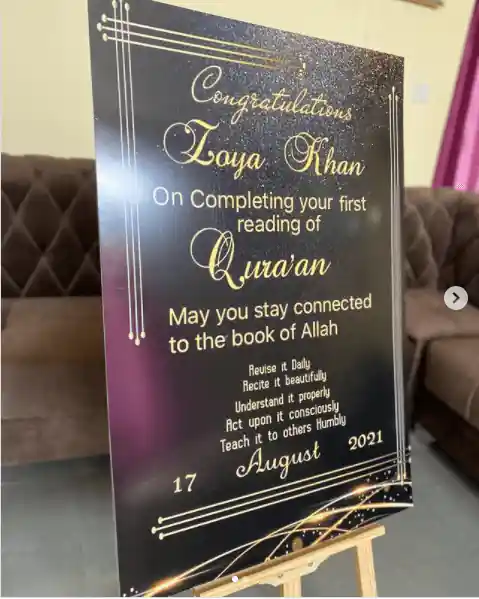 Congratulations
Zoya Khan
On Completing your first
reading of
Qura'an
May you stay connected
to the book of Allah
Revise it Daily
Recite it beautifully
Understand it properly
Act upon it consciously
Teach it to others Humbly
17 August 2021